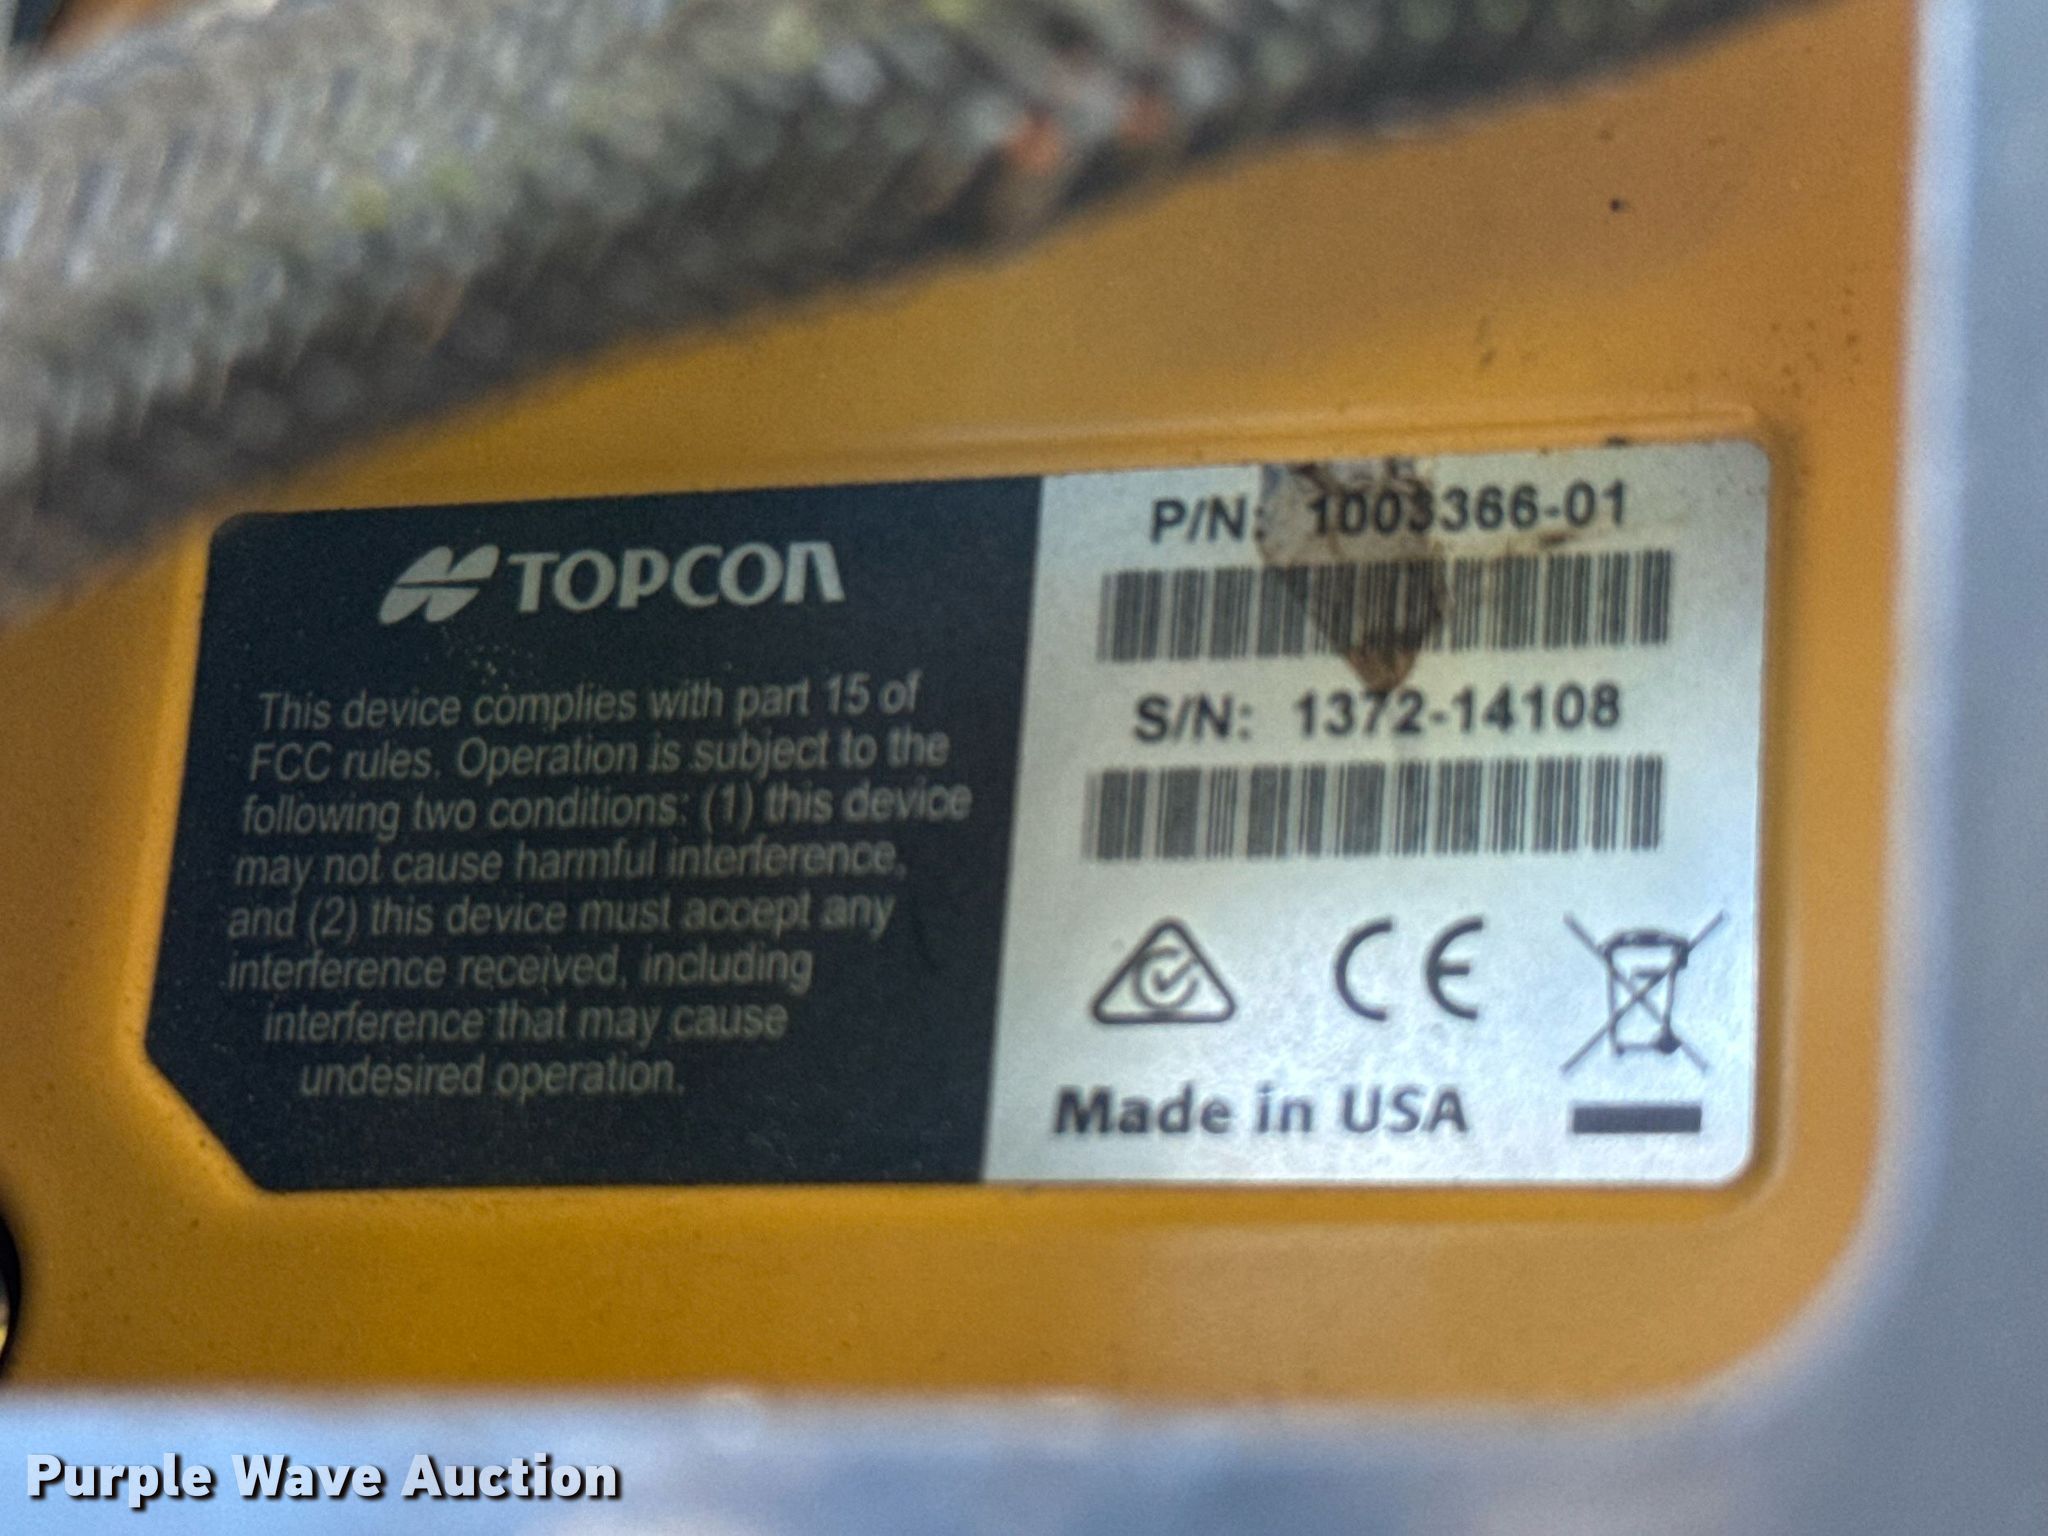 TOPCON
This device complies with part 15 of
FCC rules. Operation is subject to the
following two conditions: (1) this device
may not cause harmful interference,
and (2) this device must accept any
interference received, including
interference that may cause
undesired operation.
P/N: 1003366-01
S/N: 1372-14108
CE
Made in USA
Purple Wave Auction